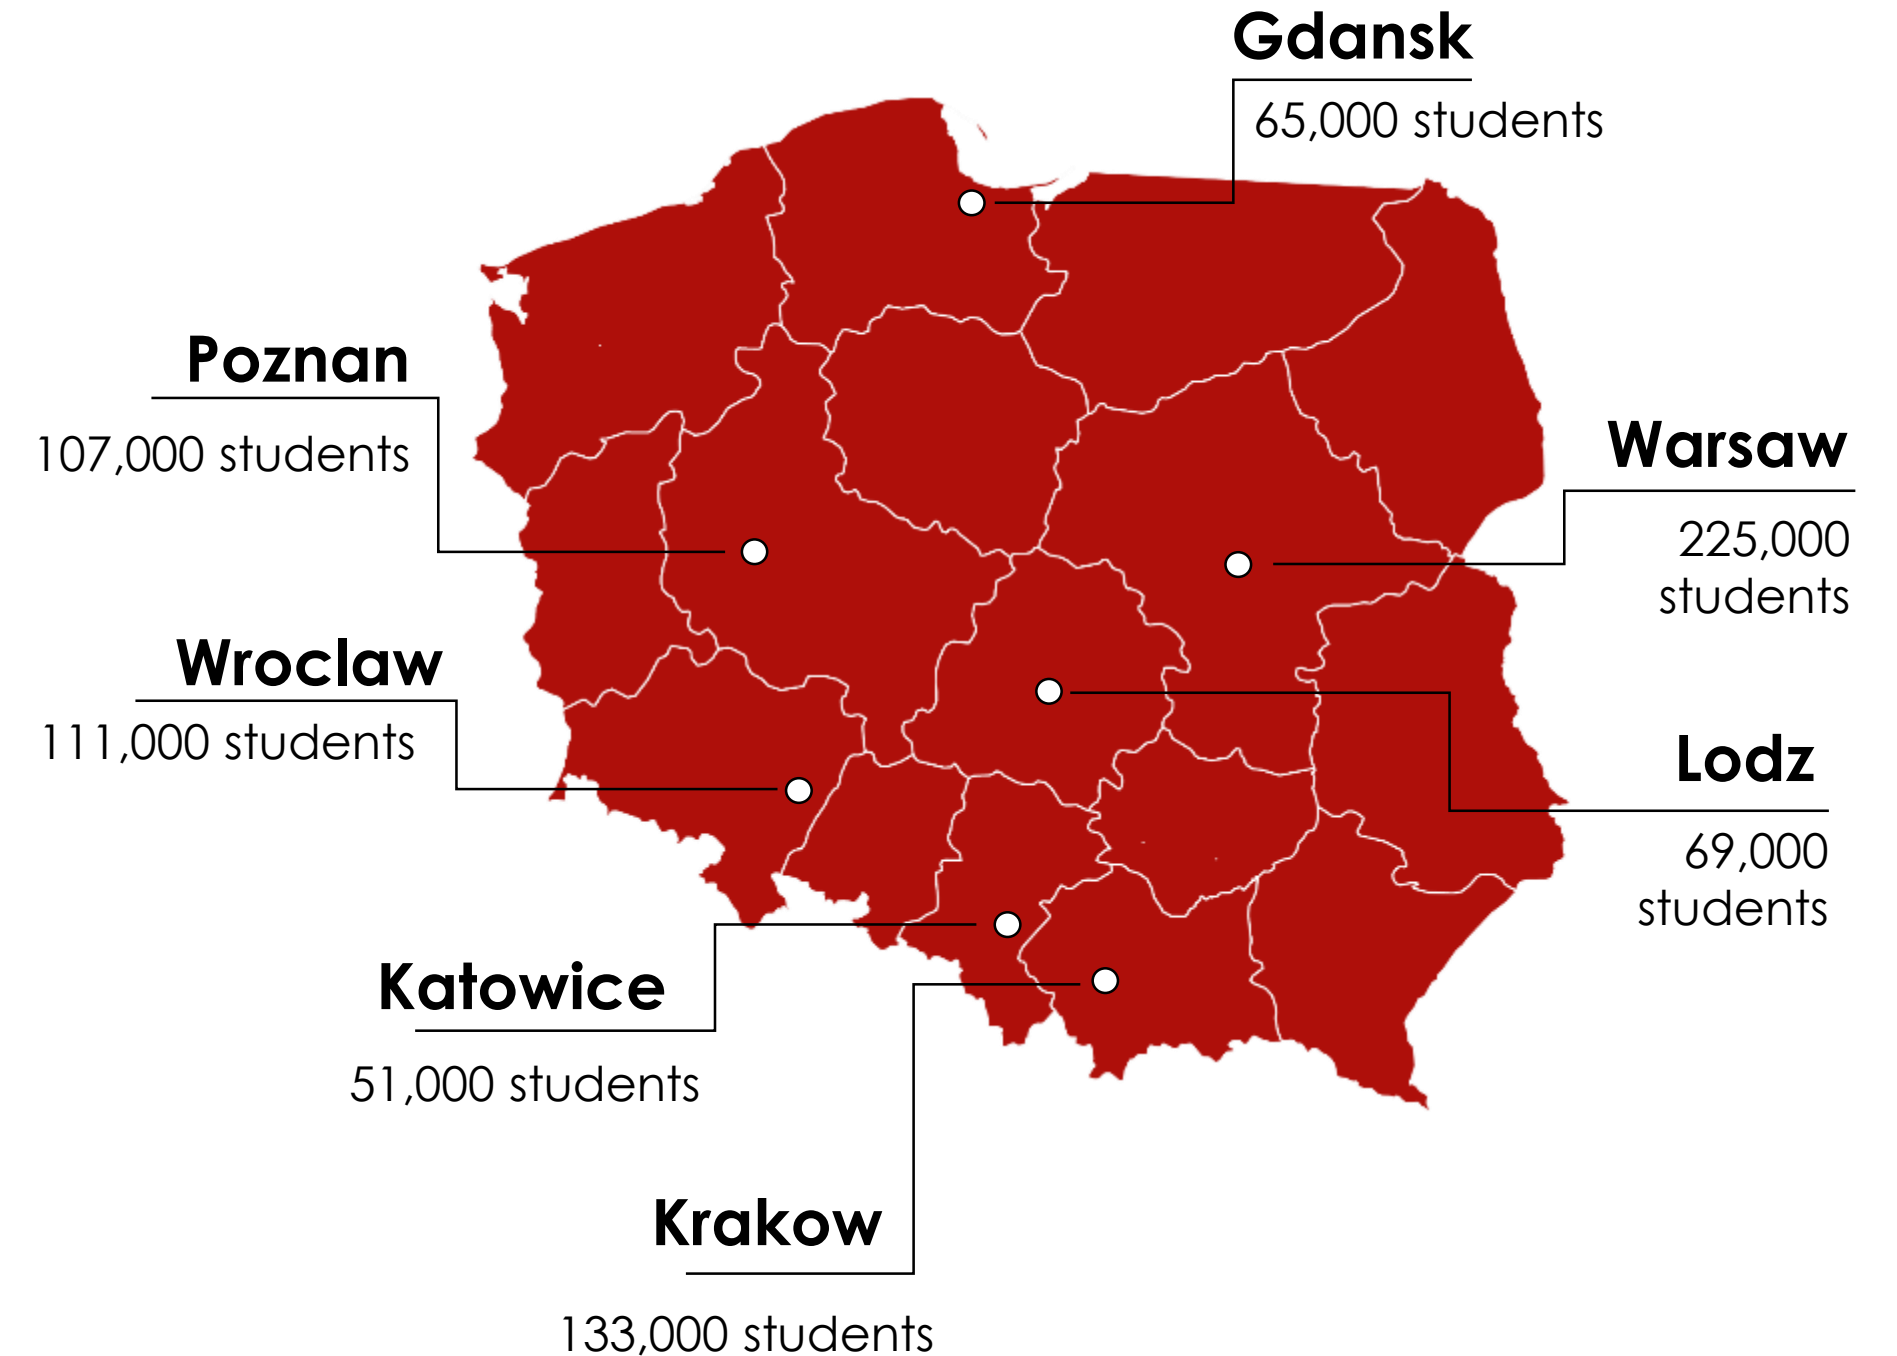 Gdansk
65,000 students
Poznan
107,000 students
Warsaw
225,000
students
Wroclaw
111,000 students
Lodz
69,000
students
Katowice
51,000 students
Krakow
133,000 students